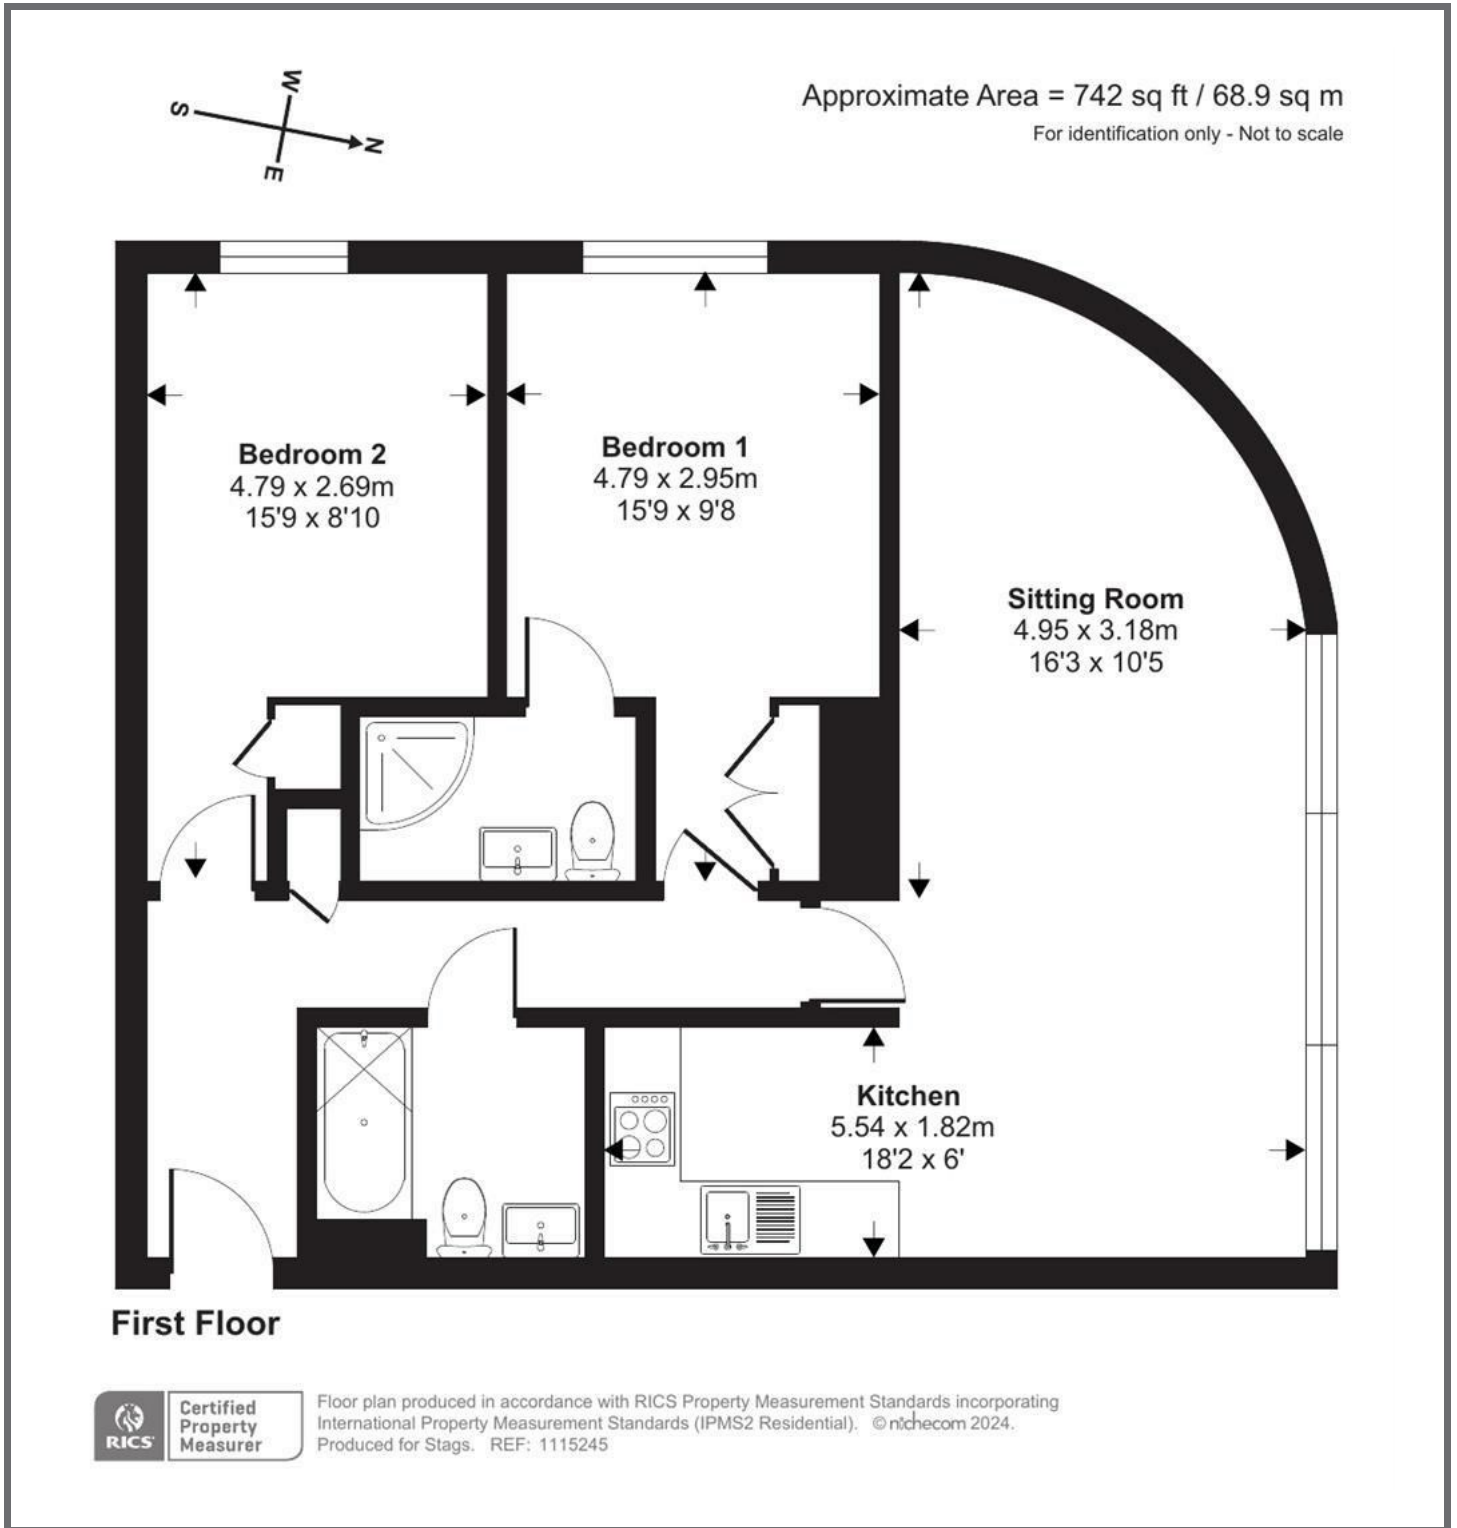 W
S
N
E
Approximate Area = 742 sq ft / 68.9 sq m
For identification only - Not to scale
Bedroom 2
4.79 x 2.69m
15'9 x 8'10
Bedroom 1
4.79 x 2.95m
15'9 x 9'8
Sitting Room
4.95 x 3.18m
16'3 x 10'5
Kitchen
5.54 x 1.82m
18'2 x 6'
First Floor
RICS
Certified
Property
Measurer
Floor plan produced in accordance with RICS Property Measurement Standards incorporating
International Property Measurement Standards (IPMS2 Residential). © nichecom 2024.
Produced for Stags. REF: 1115245